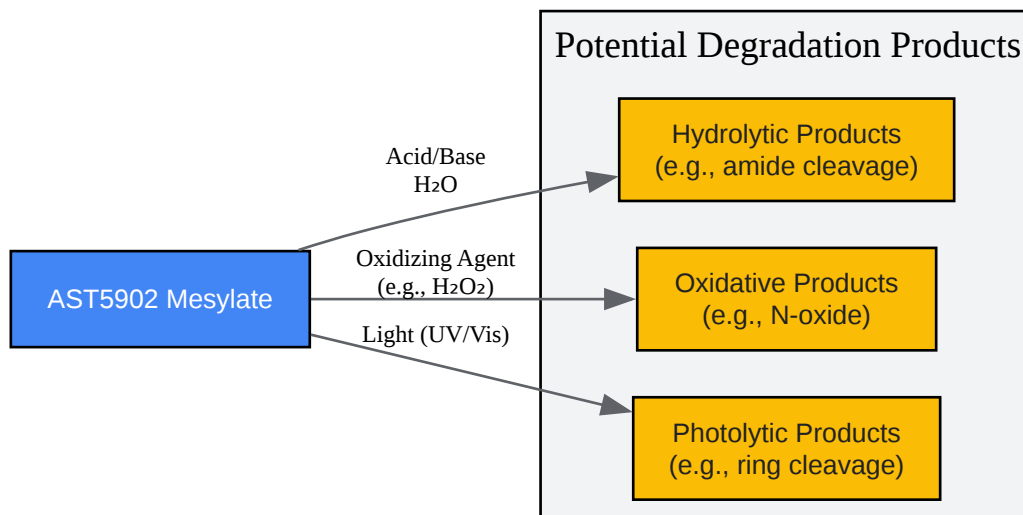 Potential Degradation Products
Hydrolytic Products
(e.g., amide cleavage)
Acid/Base
H₂O
AST5902 Mesylate
Oxidizing Agent
(e.g., H₂O₂)
Oxidative Products
(e.g., N-oxide)
Light (UV/Vis)
Photolytic Products
(e.g., ring cleavage)